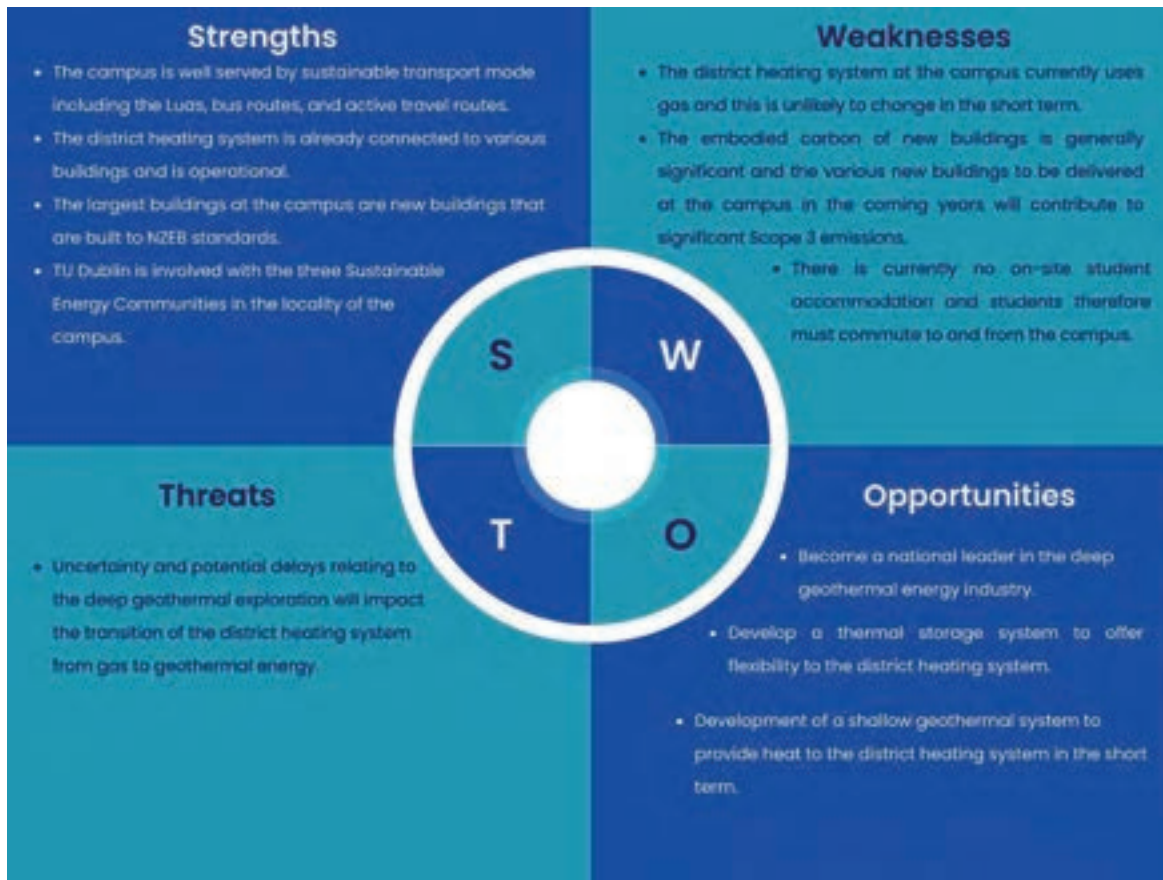 Strengths
• The campus is well served by sustainable transport mode
including the Luas, bus routes, and active travel routes.
• The district heating system is already connected to various
buildings and is operational.
• The largest buildings at the campus are new buildings that
are built to NZEB standards.
• TU Dublin is involved with the three Sustainable
Energy Communities in the locality of the
campus.
Weaknesses
• The district heating system at the campus currently uses
gas and this is unlikely to change in the short term.
• The embodied carbon of new buildings is generally
significant and the various new buildings to be delivered
at the campus in the coming years will contribute to
significant Scope 3 emissions.
• There is currently no on-site student
accommodation and students therefore
must commute to and from the campus.
S
W
T
O
Threats
• Uncertainty and potential delays relating to
the deep geothermal exploration will impact
the transition of the district heating system
from gas to geothermal energy.
Opportunities
• Become a national leader in the deep
geothermal energy industry.
• Develop a thermal storage system to offer
flexibility to the district heating system.
• Development of a shallow geothermal system to
provide heat to the district heating system in the short
term.